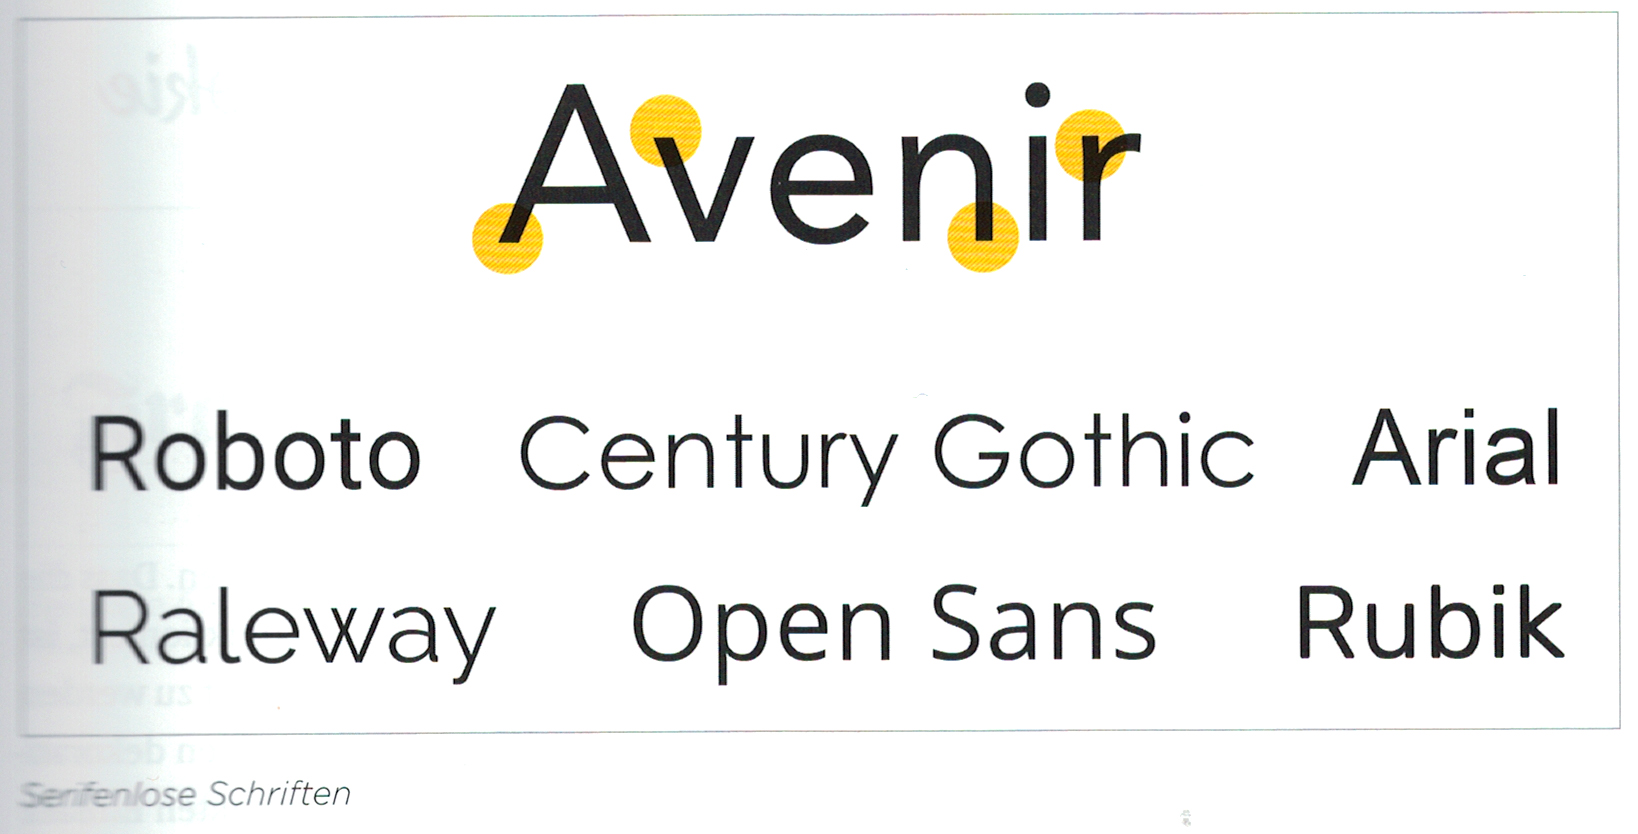 Avenir
Roboto Century Gothic Arial
Raleway Open Sans Rubik
Serifenlose Schriften